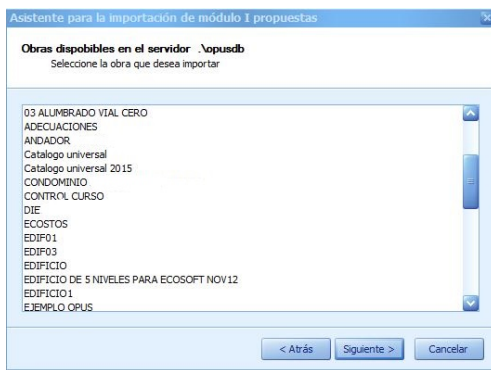 Asistente para la importación de módulo I propuestas
Obras dispobibles en el servidor .\opusdb
Seleccione la obra que desea importar
03 ALUMBRADO VIAL CERO
ADECUACIONES
ANDADOR
Catalogo universal
Catalogo universal 2015
CONDOMINIO
CONTROL CURSO
DIE
ECOSTOS
EDIF01
EDIF03
EDIFICIO
EDIFICIO DE 5 NIVELES PARA ECOSOFT NOV12
EDIFICIO1
EJEMPLO OPUS
< Atrás Siguiente > Cancelar